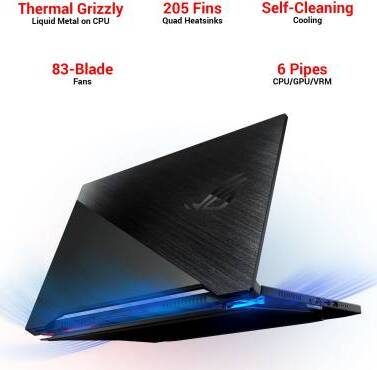 Thermal Grizzly
Liquid Metal on CPU
205 Fins
Quad Heatsinks
Self-Cleaning
Cooling
83-Blade
Fans
6 Pipes
CPU/GPU/VRM